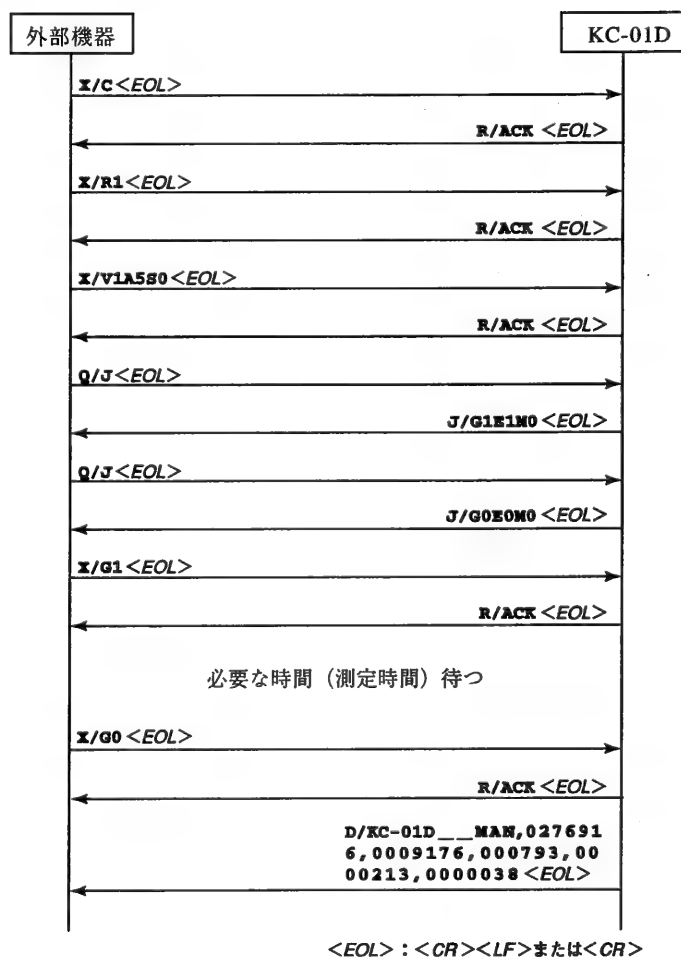 外部機器
KC-01D
X/C<EOL>
R/ACK <EOL>
X/R1<EOL>
R/ACK <EOL>
X/V1A5S0<EOL>
R/ACK <EOL>
Q/J<EOL>
J/G1E1M0 <EOL>
Q/J<EOL>
J/G0E0M0 <EOL>
X/G1 <EOL>
R/ACK <EOL>
必要な時間（測定時間）待つ
X/G0 <EOL>
R/ACK <EOL>
D/KC-01D__MAN,027691
6,0009176,000793,00
00213,0000038 <EOL>
<EOL>：<CR><LF>または<CR>